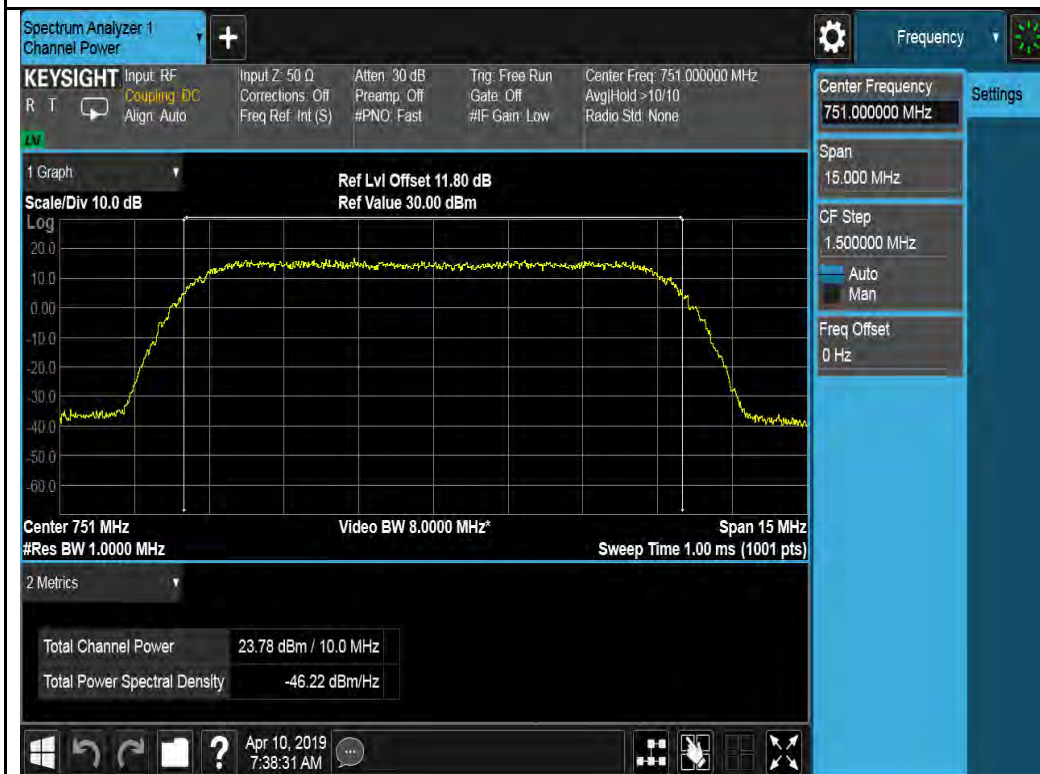 Spectrum Analyzer 1
Channel Power
+
Frequency
KEYSIGHT
R T
LXI
Input: RF
Coupling: DC
Align: Auto
Input Z: 50 Ω
Corrections: Off
Freq Ref: Int (S)
Atten: 30 dB
Preamp: Off
#PNO: Fast
Trig: Free Run
Gate: Off
#IF Gain: Low
Center Freq: 751.000000 MHz
Avg|Hold >10/10
Radio Std: None
Center Frequency
751.000000 MHz
Settings
Span
15.000 MHz
CF Step
1.500000 MHz
Auto
Man
Freq Offset
0 Hz
1 Graph
Scale/Div 10.0 dB
Ref Lvl Offset 11.80 dB
Ref Value 30.00 dBm
Log
20.0
10.0
0.00
-10.0
-20.0
-30.0
-40.0
-50.0
-60.0
Center 751 MHz
Video BW 8.0000 MHz*
Span 15 MHz
#Res BW 1.0000 MHz
Sweep Time 1.00 ms (1001 pts)
2 Metrics
Total Channel Power 23.78 dBm / 10.0 MHz
Total Power Spectral Density -46.22 dBm/Hz
?
Apr 10, 2019
7:38:31 AM